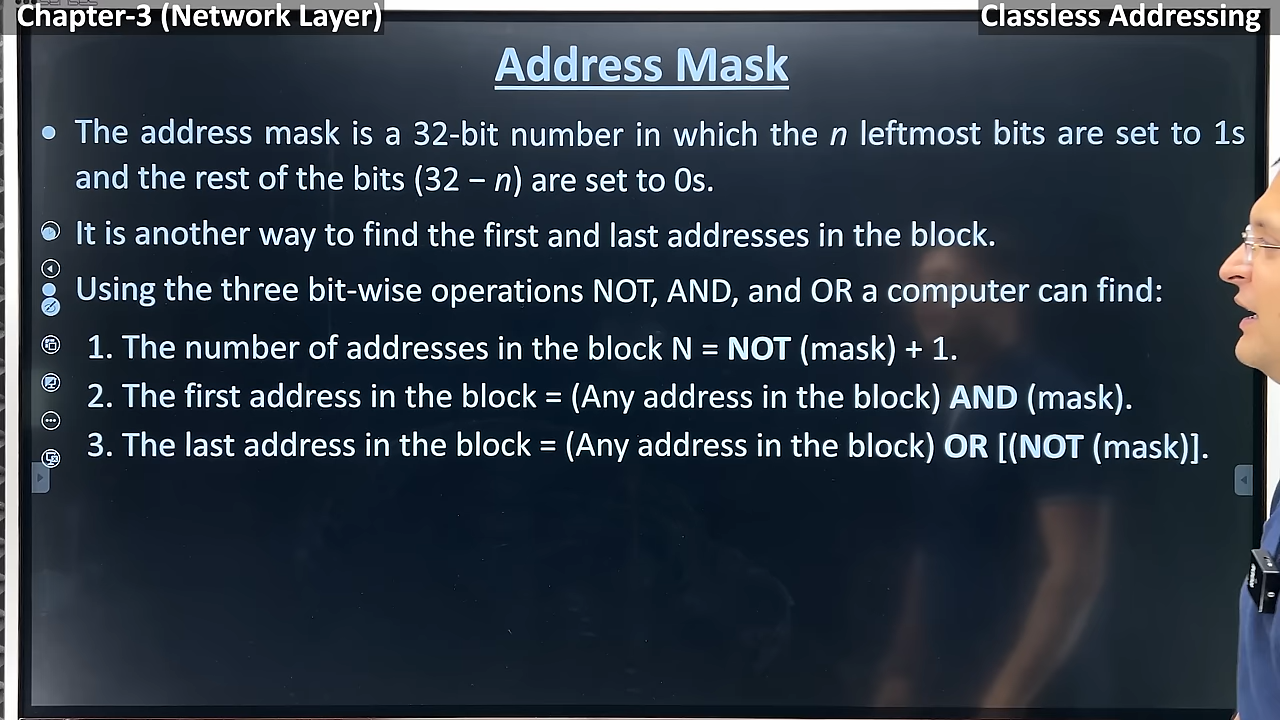 Chapter-3 (Network Layer)
Classless Addressing
Address Mask
• The address mask is a 32-bit number in which the n leftmost bits are set to 1s
and the rest of the bits (32 − n) are set to 0s.
• It is another way to find the first and last addresses in the block.
• Using the three bit-wise operations NOT, AND, and OR a computer can find:
1. The number of addresses in the block N = NOT (mask) + 1.
2. The first address in the block = (Any address in the block) AND (mask).
3. The last address in the block = (Any address in the block) OR [(NOT (mask)].